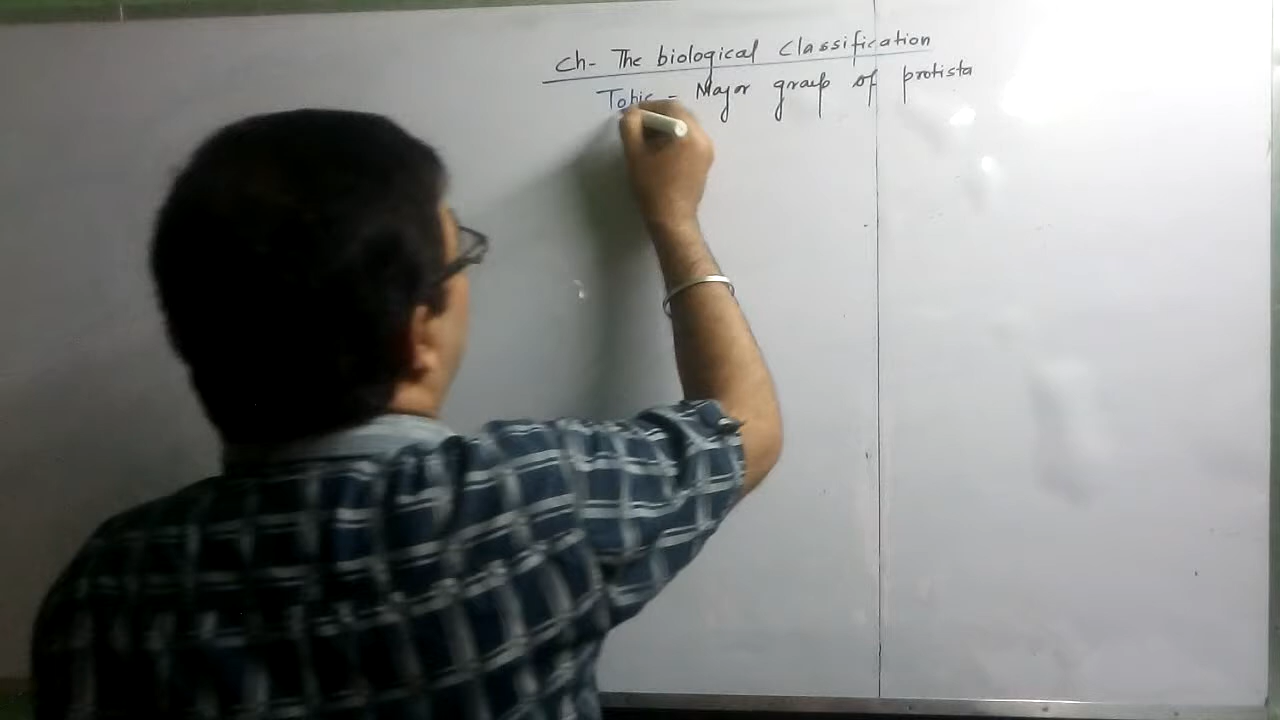 Ch- The biological Classification
Topic - Major group of protista